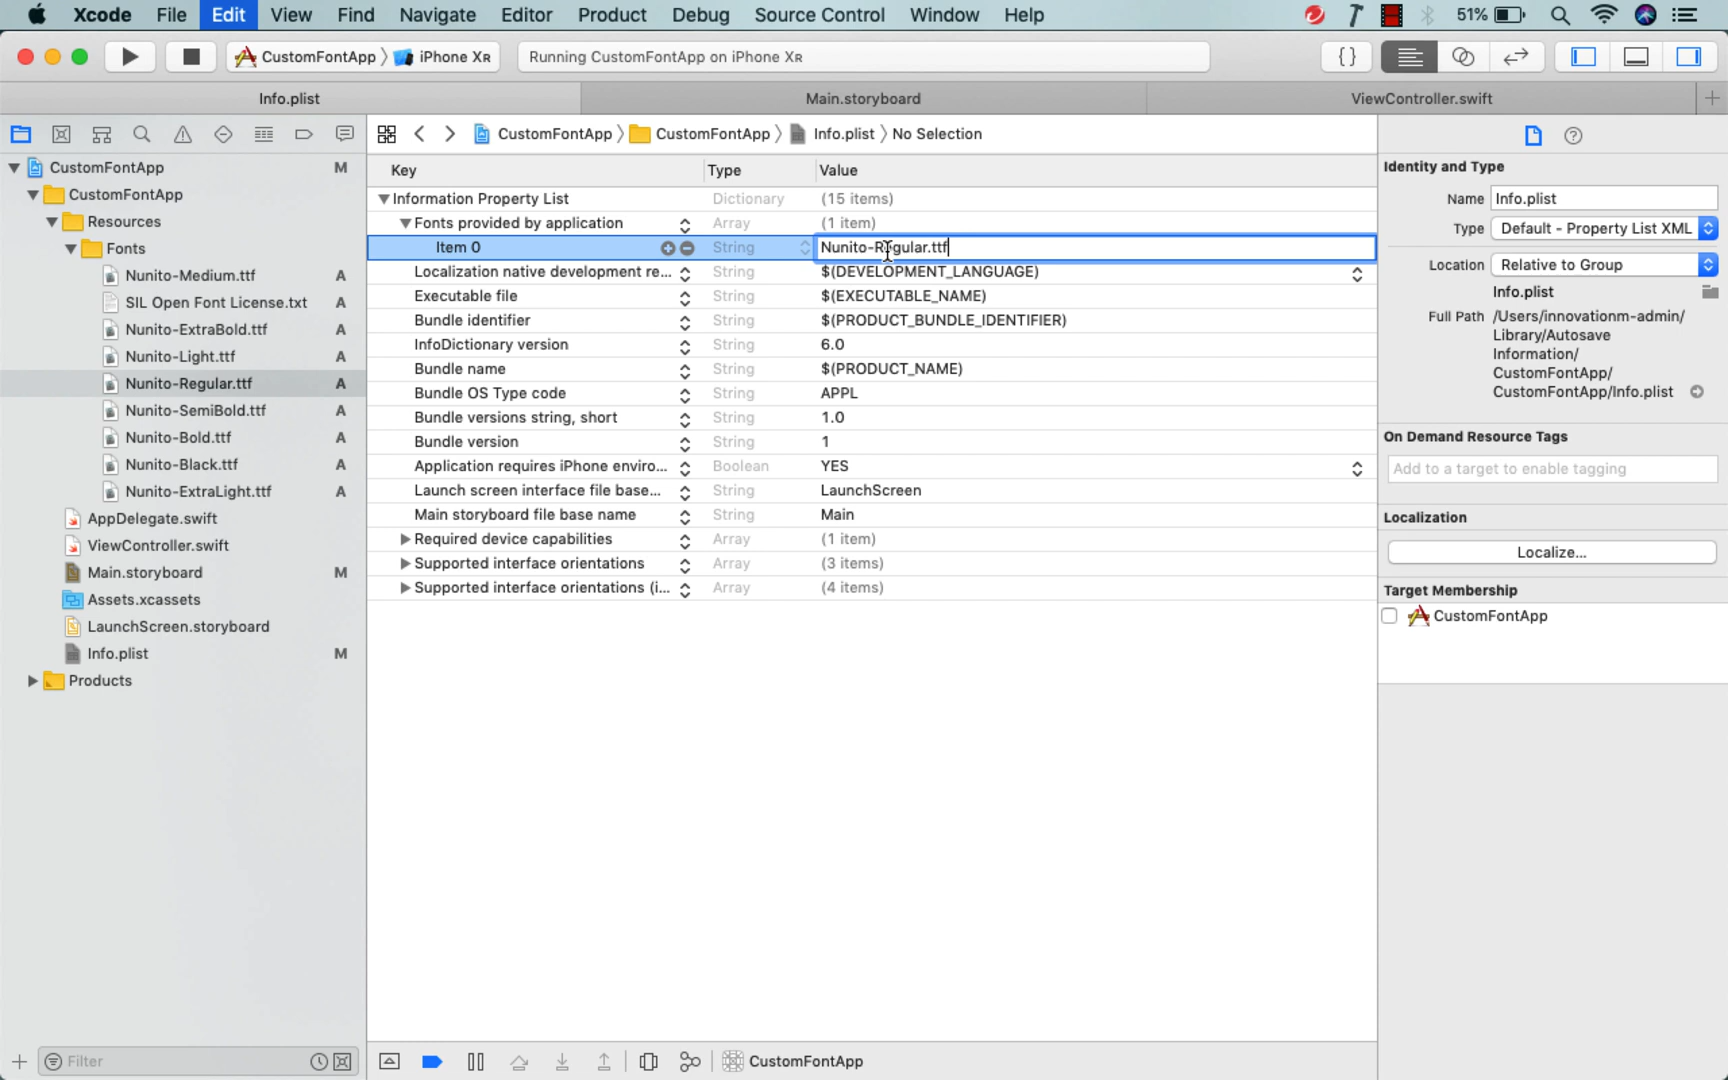 Xcode File Edit View Find Navigate Editor Product Debug Source Control Window Help 51%
CustomFontApp iPhone XR Running CustomFontApp on iPhone XR {}
Info.plist Main.storyboard ViewController.swift
CustomFontApp CustomFontApp Info.plist No Selection
CustomFontApp M
CustomFontApp
Resources
Fonts
Nunito-Medium.ttf A
SIL Open Font License.txt A
Nunito-ExtraBold.ttf A
Nunito-Light.ttf A
Nunito-Regular.ttf A
Nunito-SemiBold.ttf A
Nunito-Bold.ttf A
Nunito-Black.ttf A
Nunito-ExtraLight.ttf A
AppDelegate.swift
ViewController.swift
Main.storyboard M
Assets.xcassets
LaunchScreen.storyboard
Info.plist M
Products
Filter
Key Type Value
Information Property List Dictionary (15 items)
Fonts provided by application Array (1 item)
Item 0 String Nunito-Regular.ttf
Localization native development re... String $(DEVELOPMENT_LANGUAGE)
Executable file String $(EXECUTABLE_NAME)
Bundle identifier String $(PRODUCT_BUNDLE_IDENTIFIER)
InfoDictionary version String 6.0
Bundle name String $(PRODUCT_NAME)
Bundle OS Type code String APPL
Bundle versions string, short String 1.0
Bundle version String 1
Application requires iPhone enviro... Boolean YES
Launch screen interface file base... String LaunchScreen
Main storyboard file base name String Main
Required device capabilities Array (1 item)
Supported interface orientations Array (3 items)
Supported interface orientations (i... Array (4 items)
CustomFontApp
Identity and Type
Name Info.plist
Type Default - Property List XML
Location Relative to Group
Info.plist
Full Path /Users/innovationm-admin/
Library/Autosave
Information/
CustomFontApp/
CustomFontApp/Info.plist
On Demand Resource Tags
Add to a target to enable tagging
Localization
Localize...
Target Membership
CustomFontApp